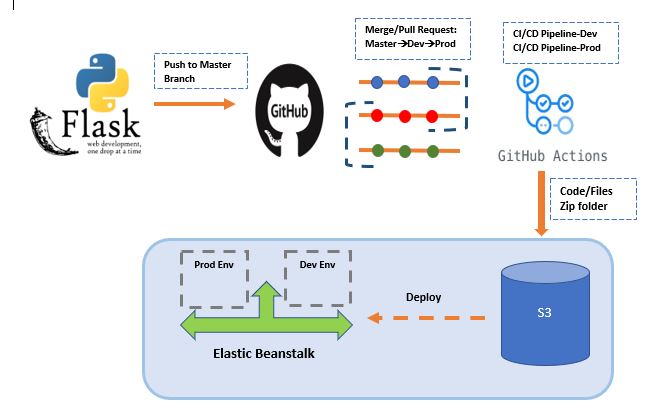 Flask
web development,
one drop at a time
Push to Master
Branch
GitHub
Merge/Pull Request:
Master→Dev→Prod
CI/CD Pipeline-Dev
CI/CD Pipeline-Prod
GitHub Actions
Code/Files
Zip folder
Prod Env
Dev Env
Elastic Beanstalk
Deploy
S3